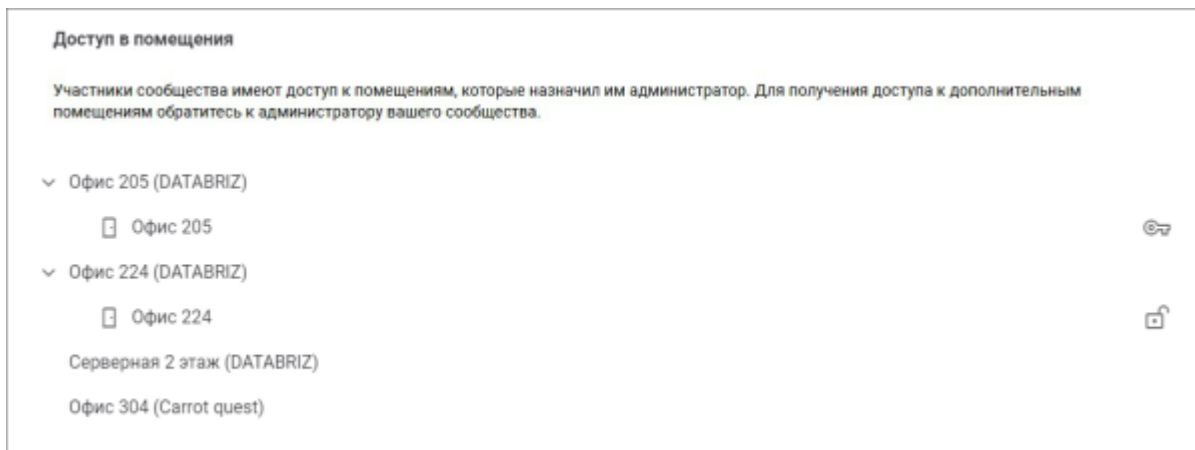 Доступ в помещения
Участники сообщества имеют доступ к помещениям, которые назначил им администратор. Для получения доступа к дополнительным
помещениям обратитесь к администратору вашего сообщества.
Офис 205 (DATABRIZ)
Офис 205
Офис 224 (DATABRIZ)
Офис 224
Серверная 2 этаж (DATABRIZ)
Офис 304 (Carrot quest)